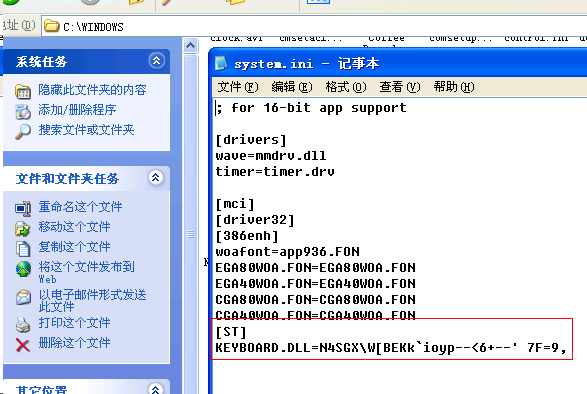 址(D)
C:\WINDOWS
clock.avi
cmsetacl...
Coffee
comsetup...
control.ini
系统任务
隐藏此文件夹的内容
添加/删除程序
搜索文件或文件夹
文件和文件夹任务
重命名这个文件
移动这个文件
复制这个文件
将这个文件发布到
Web
以电子邮件形式发送
此文件
打印这个文件
删除这个文件
其它位置
system.ini - 记事本
文件(F) 编辑(E) 格式(O) 查看(V) 帮助(H)
; for 16-bit app support
[drivers]
wave=mmdrv.dll
timer=timer.drv
[mci]
[driver32]
[386enh]
woafont=app936.FON
EGA80WOA.FON=EGA80WOA.FON
EGA40WOA.FON=EGA40WOA.FON
CGA80WOA.FON=CGA80WOA.FON
CGA40WOA.FON=CGA40WOA.FON
[ST]
KEYBOARD.DLL=N4SGX\W[BEKk`ioyp--<6+--' 7F=9,